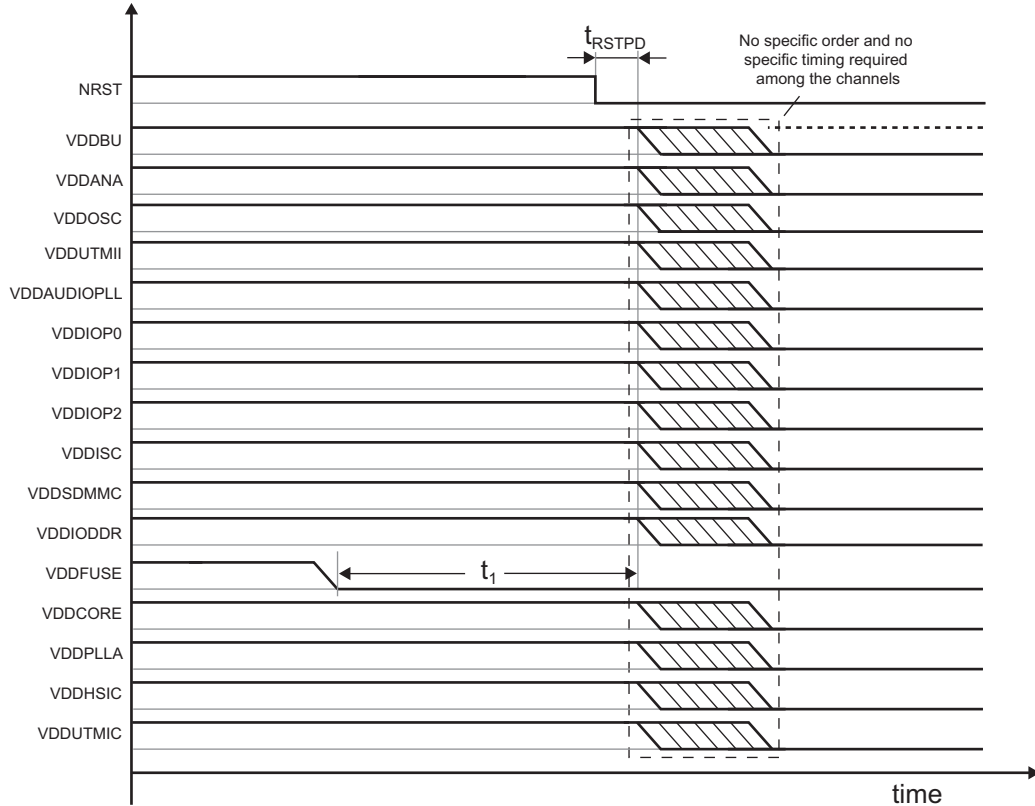 tRSTPD
No specific order and no
specific timing required
among the channels
NRST
VDDBU
VDDANA
VDDOSC
VDDUTMII
VDDAUDIOPLL
VDDIOP0
VDDIOP1
VDDIOP2
VDDISC
VDDSDMMC
VDDIODDR
VDDFUSE
t1
VDDCORE
VDDPLLA
VDDHSIC
VDDUTMIC
time